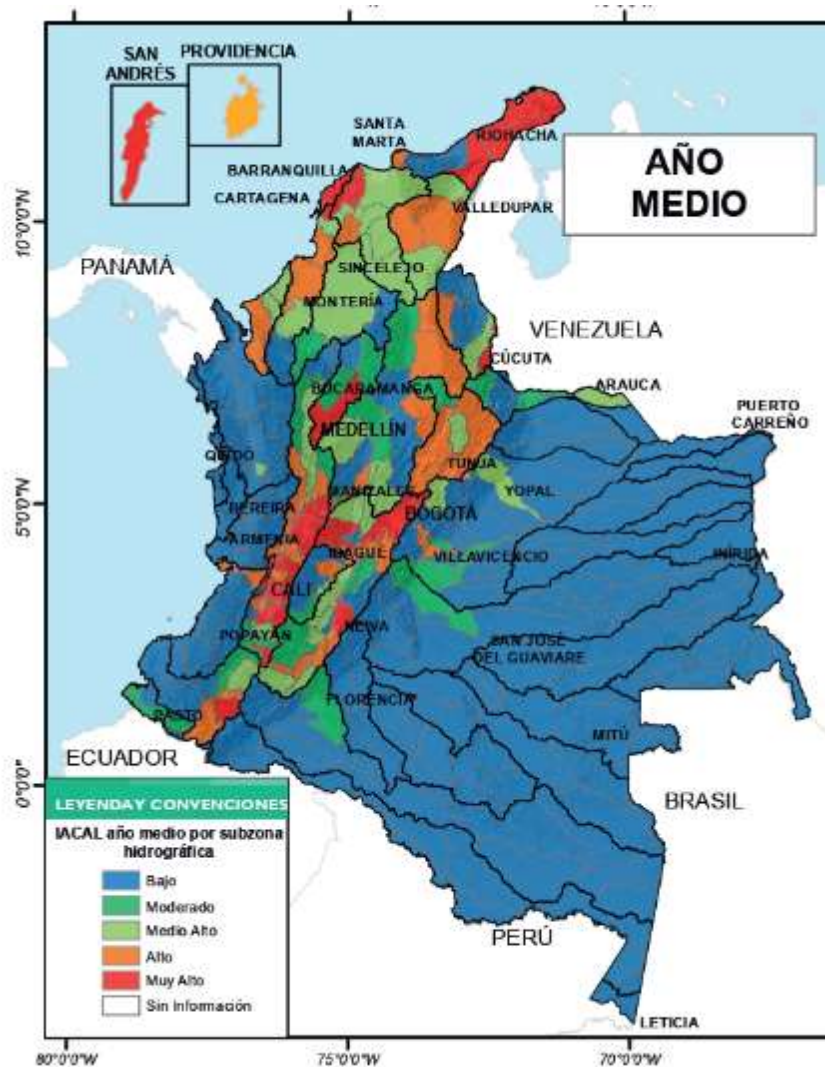 SAN
ANDRÉS
PROVIDENCIA
AÑO
MEDIO
SANTA
MARTA
RIOHACHA
BARRANQUILLA
CARTAGENA
VALLEDUPAR
10°0'0"N
PANAMÁ
SINCELEJO
MONTERÍA
VENEZUELA
CÚCUTA
ARAUCA
BUCARAMANGA
PUERTO
CARREÑO
MEDELLÍN
QUIBDÓ
TUNJA
YOPAL
MANIZALES
5°0'0"N
PEREIRA
BOGOTÁ
ARMENIA
IBAGUÉ
VILLAVICENCIO
INÍRIDA
CALI
POPAYÁN
NEIVA
SAN JOSÉ
DEL GUAVIARE
FLORENCIA
PASTO
MITÚ
ECUADOR
0°0'0"
BRASIL
LEYENDA Y CONVENCIONES
IACAL año medio por subzona
hidrográfica
Bajo
Moderado
Medio Alto
Alto
Muy Alto
Sin Información
PERÚ
LETICIA
80°0'0"W
75°0'0"W
70°0'0"W